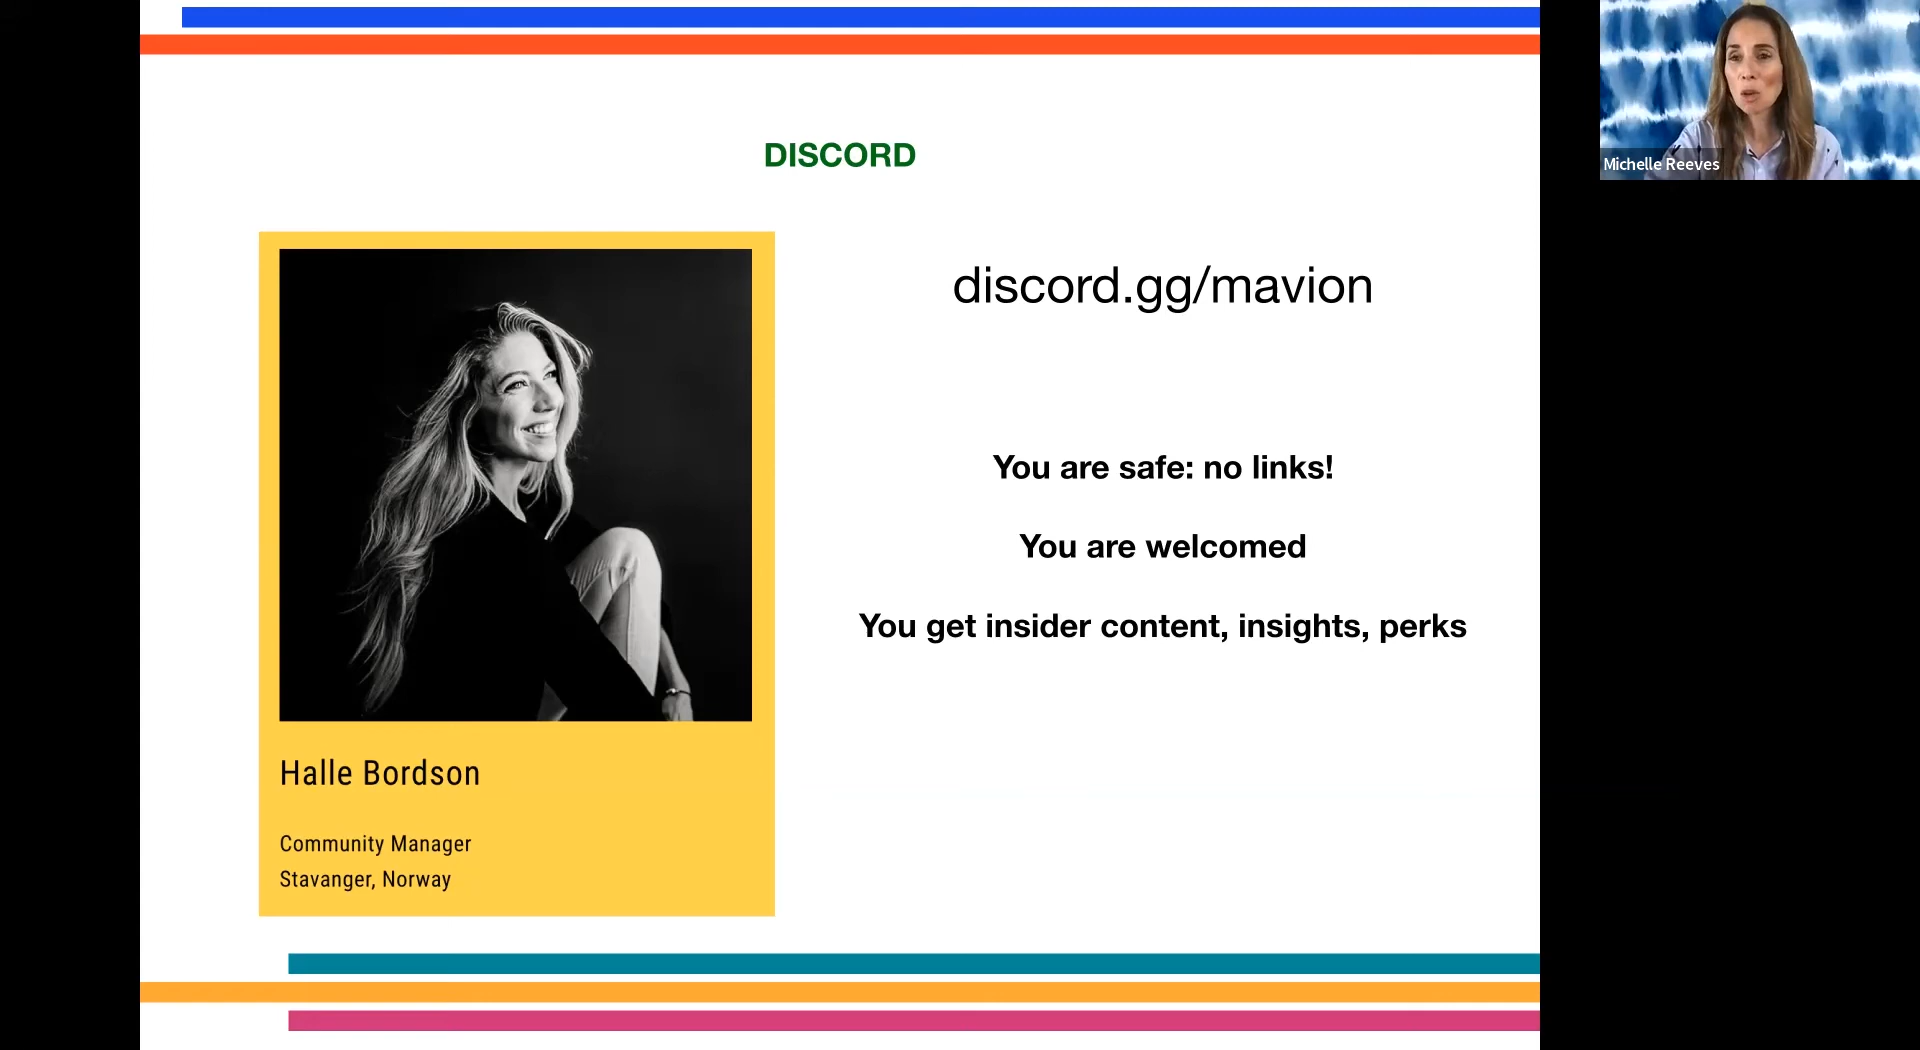 DISCORD
discord.gg/mavion
You are safe: no links!
You are welcomed
You get insider content, insights, perks
Halle Bordson
Community Manager
Stavanger, Norway
Michelle Reeves